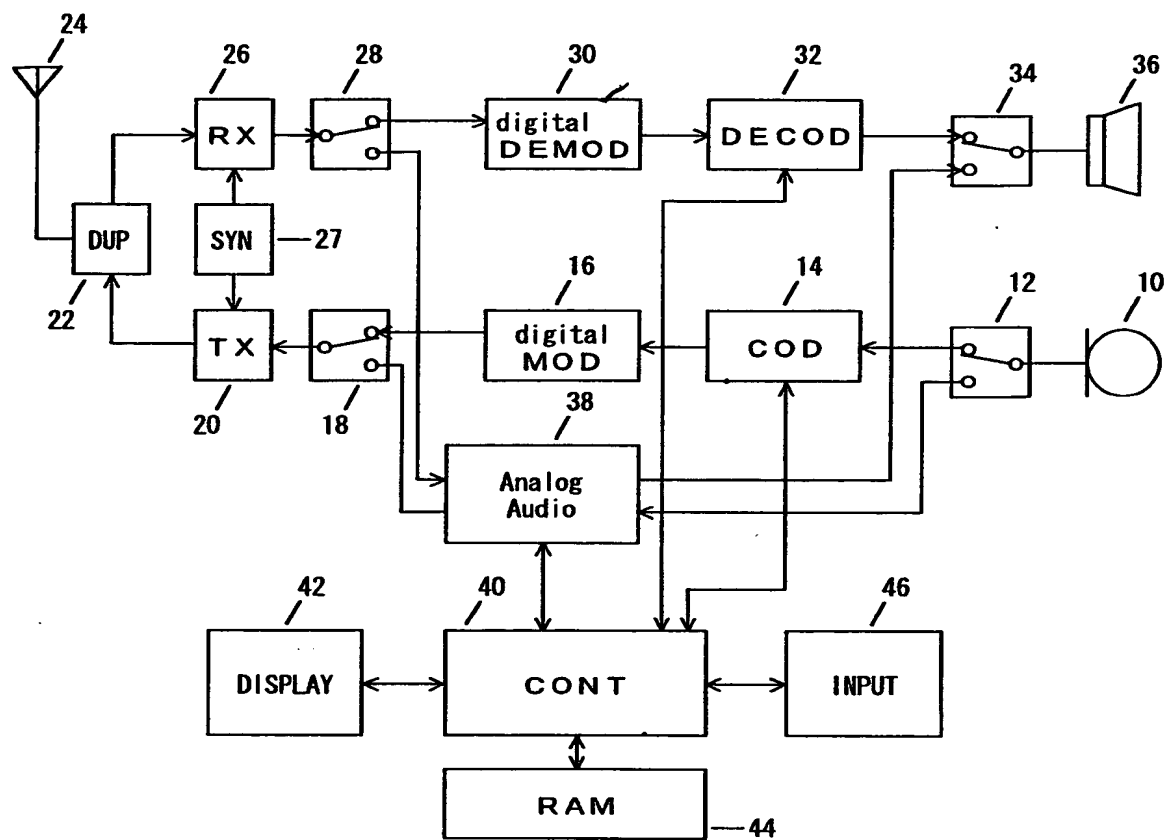 24
26
28
30
32
34
36
RX
digital
DEMOD
DECOD
DUP
SYN
27
22
16
14
12
10
TX
digital
MOD
COD
20
18
38
Analog
Audio
42
40
46
DISPLAY
CONT
INPUT
RAM
44